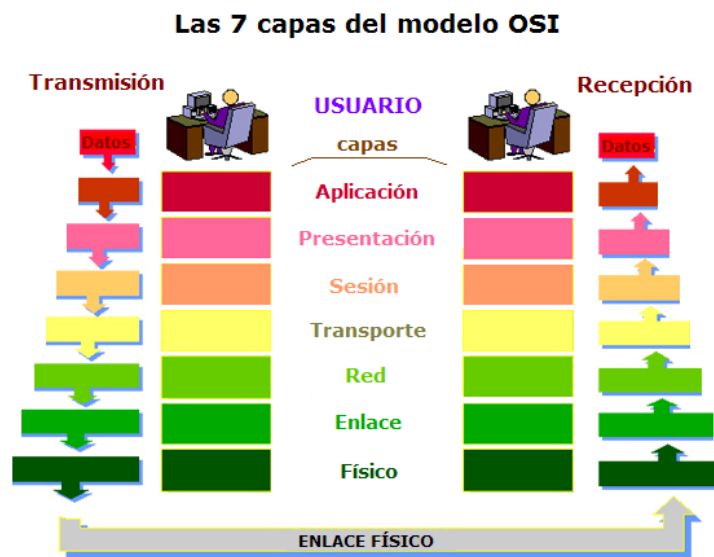 Las 7 capas del modelo OSI
Transmisión
Recepción
USUARIO
capas
Datos
Datos
Aplicación
Presentación
Sesión
Transporte
Red
Enlace
Físico
ENLACE FÍSICO